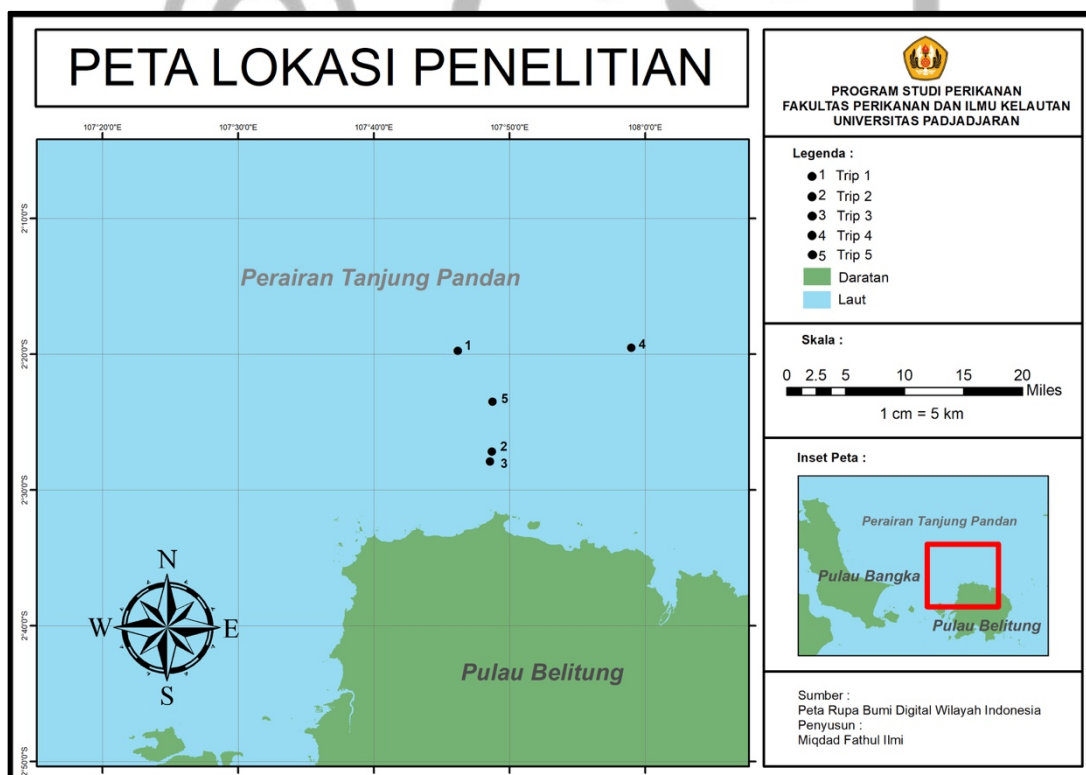 PETA LOKASI PENELITIAN
107°20'0"E
107°30'0"E
107°40'0"E
107°50'0"E
108°0'0"E
2°10'0"S
2°20'0"S
2°30'0"S
2°40'0"S
2°50'0"S
Perairan Tanjung Pandan
1
4
5
2
3
N
W
E
S
Pulau Belitung
PROGRAM STUDI PERIKANAN
FAKULTAS PERIKANAN DAN ILMU KELAUTAN
UNIVERSITAS PADJADJARAN
Legenda :
1 Trip 1
2 Trip 2
3 Trip 3
4 Trip 4
5 Trip 5
Daratan
Laut
Skala :
0 2.5 5 10 15 20
Miles
1 cm = 5 km
Inset Peta :
Perairan Tanjung Pandan
Pulau Bangka
Pulau Belitung
Sumber :
Peta Rupa Bumi Digital Wilayah Indonesia
Penyusun :
Miqdad Fathul Ilmi